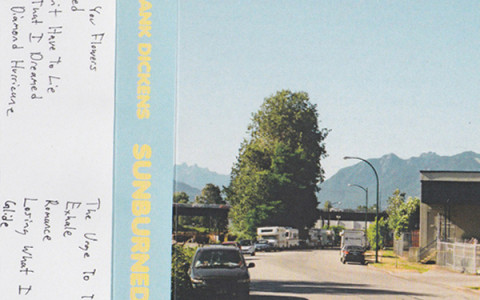 You Flowers
ed
't Have To Lie
That I Dreamed
Diamond Hurricane
The Urge To
Exhale
Romance
Losing What I
Glide
ANK DICKENS SUNBURNED